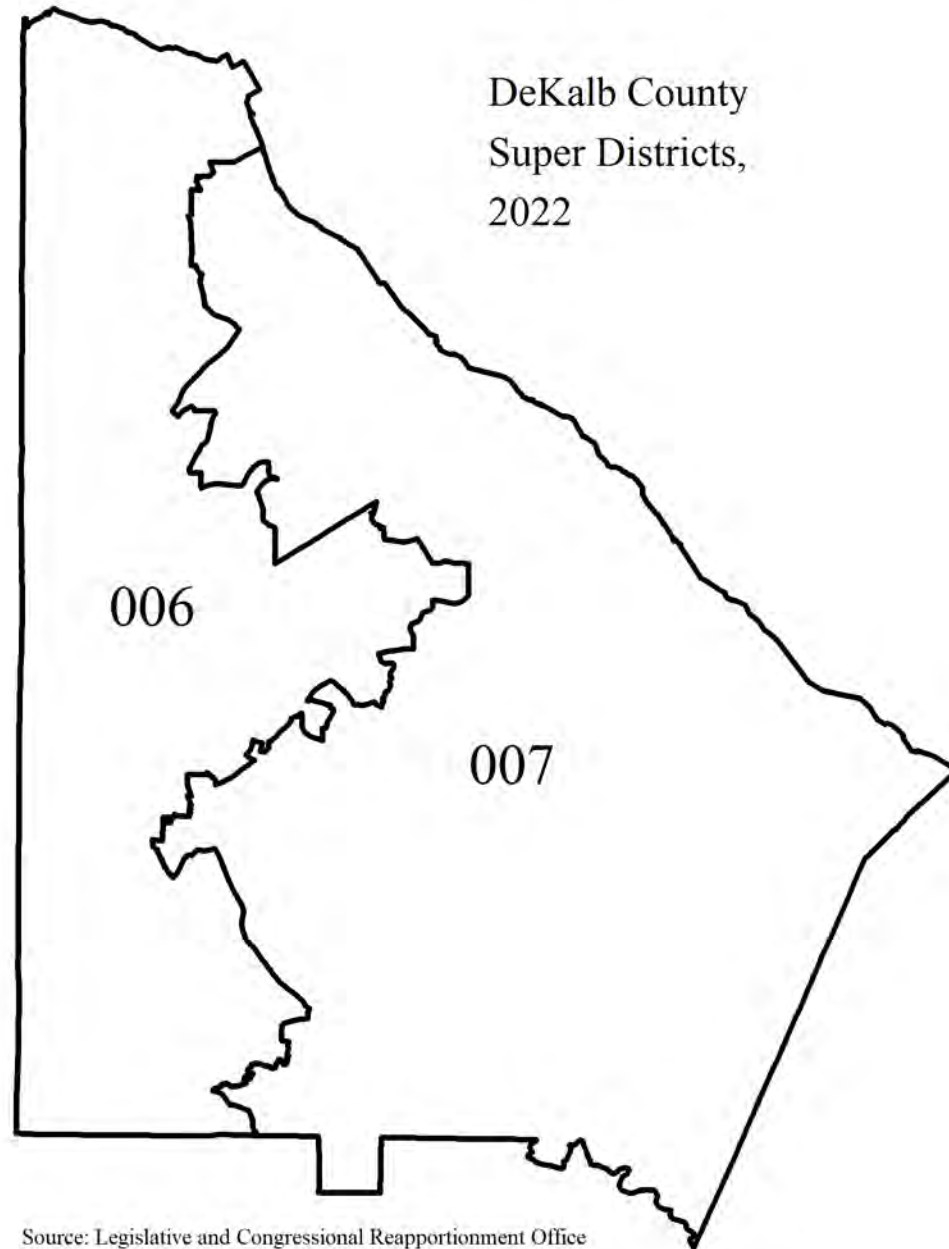 DeKalb County
Super Districts,
2022
006
007
Source: Legislative and Congressional Reapportionment Office